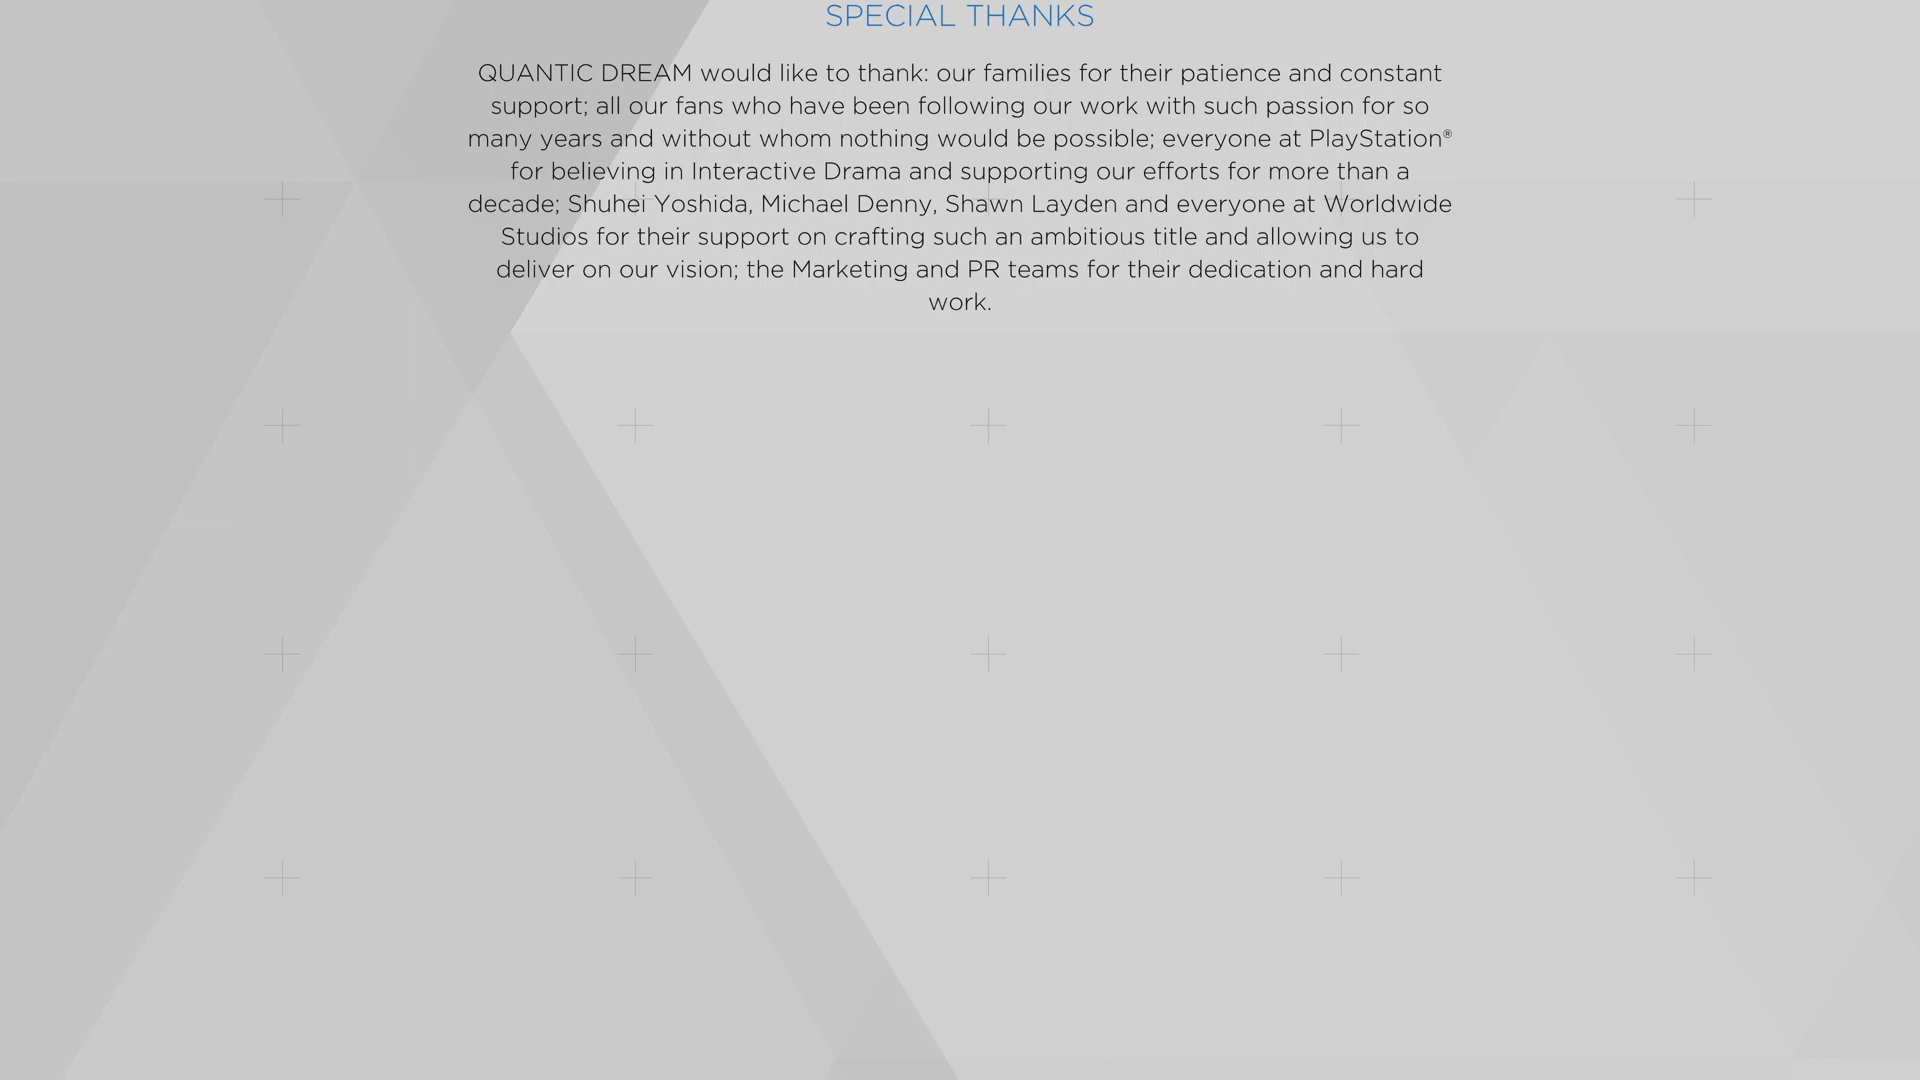 SPECIAL THANKS
QUANTIC DREAM would like to thank: our families for their patience and constant
support; all our fans who have been following our work with such passion for so
many years and without whom nothing would be possible; everyone at PlayStation®
for believing in Interactive Drama and supporting our efforts for more than a
decade; Shuhei Yoshida, Michael Denny, Shawn Layden and everyone at Worldwide
Studios for their support on crafting such an ambitious title and allowing us to
deliver on our vision; the Marketing and PR teams for their dedication and hard
work.